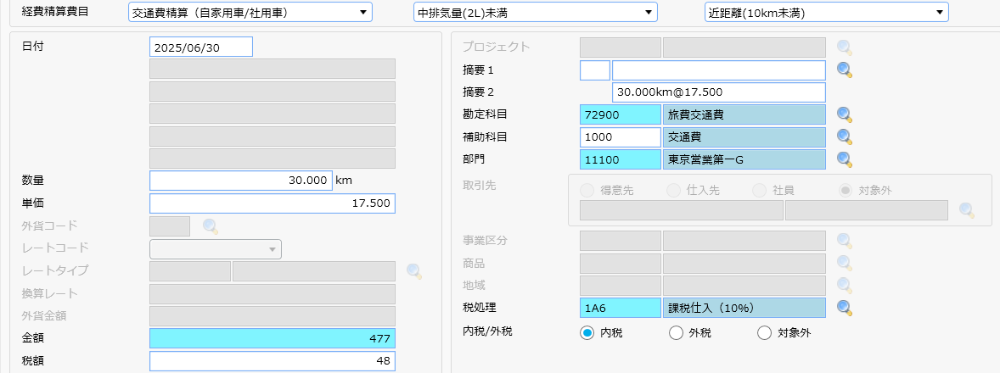 経費精算費目 交通費精算（自家用車/社用車） 中排気量(2L)未満 近距離(10km未満)
日付 2025/06/30
数量 30.000 km
単価 17.500
外貨コード
レートコード
レートタイプ
換算レート
外貨金額
金額 477
税額 48
プロジェクト
摘要１
摘要２ 30.000km@17.500
勘定科目 72900 旅費交通費
補助科目 1000 交通費
部門 11100 東京営業第一G
取引先 得意先 仕入先 社員 対象外
事業区分
商品
地域
税処理 1A6 課税仕入（10%）
内税/外税 内税 外税 対象外